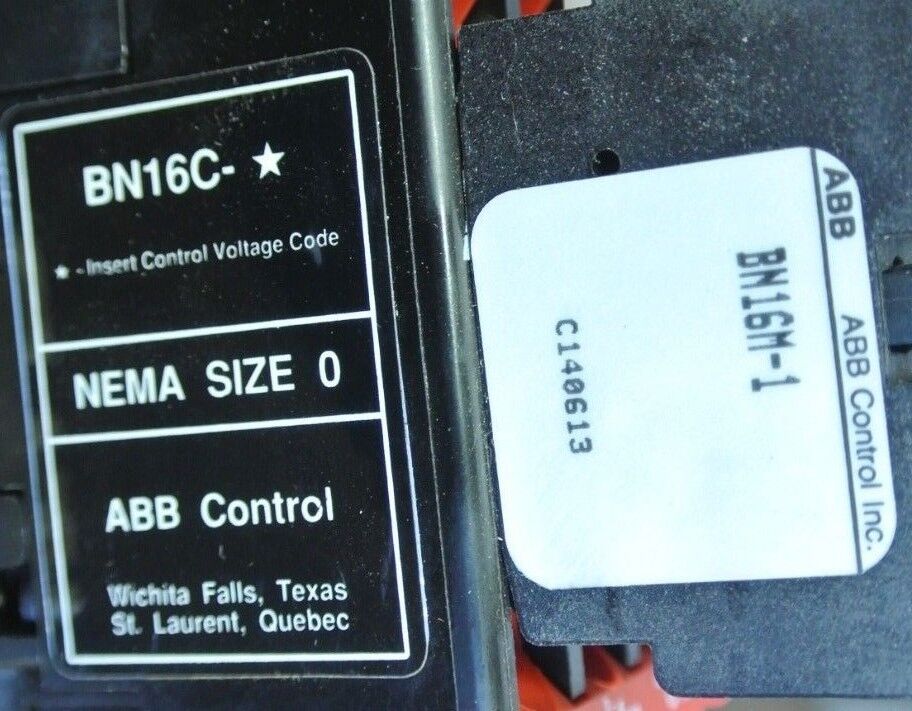 BN16C-★
★ - Insert Control Voltage Code
NEMA SIZE 0
ABB Control
Wichita Falls, Texas
St. Laurent, Quebec
ABB ABB Control Inc.
BN16M-1
C140613